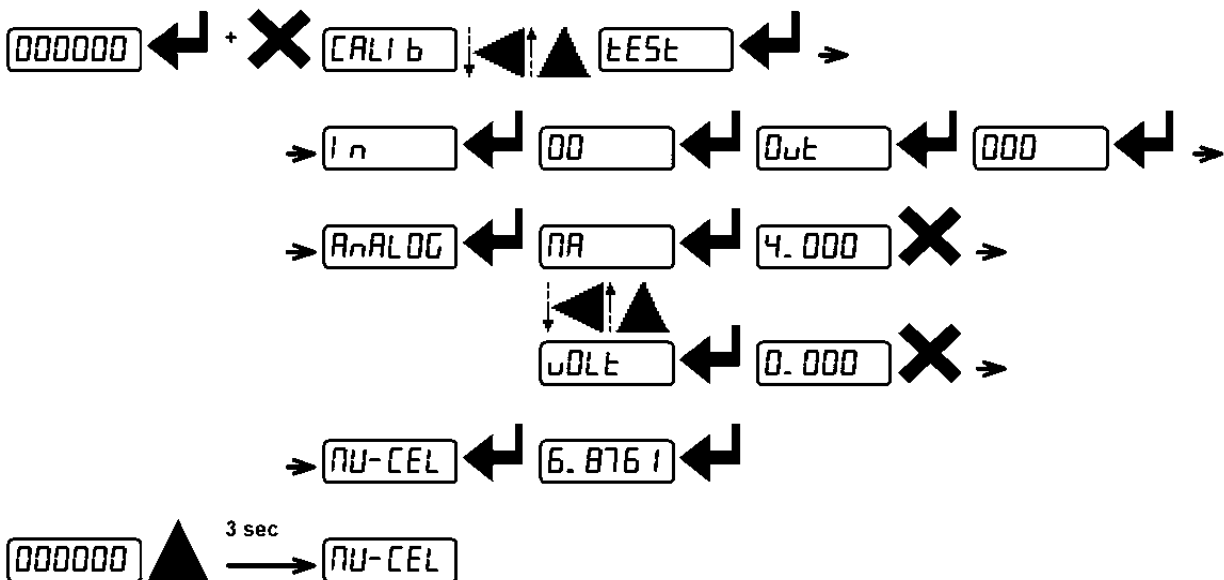 000000 + CALIb tESt
In 00 Out 000
AnALOG MA 4.000
vOLt 0.000
MV-CEL 6.8761
3 sec
000000 MV-CEL